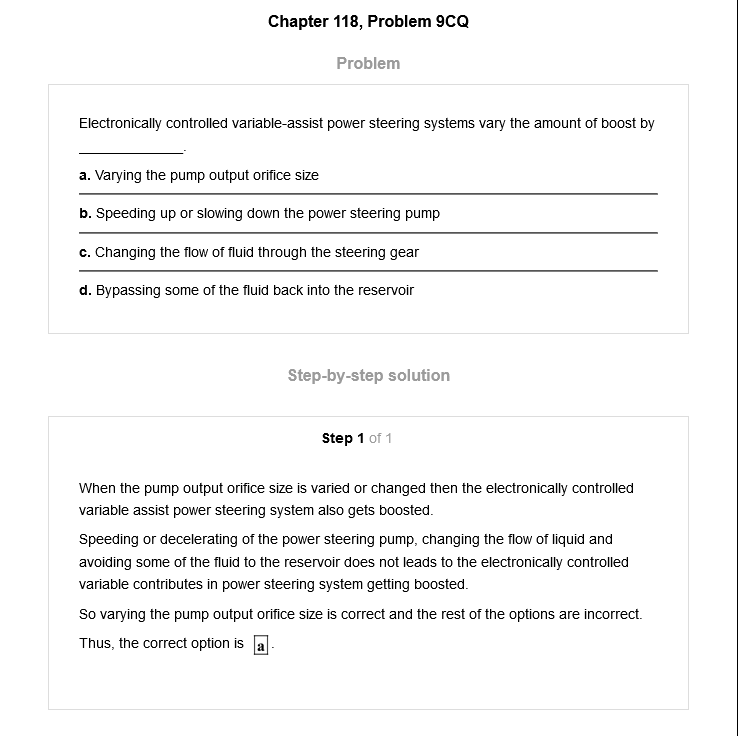 Chapter 118, Problem 9CQ
Problem
Electronically controlled variable-assist power steering systems vary the amount of boost by
_____________.
a. Varying the pump output orifice size
b. Speeding up or slowing down the power steering pump
c. Changing the flow of fluid through the steering gear
d. Bypassing some of the fluid back into the reservoir
Step-by-step solution
Step 1 of 1
When the pump output orifice size is varied or changed then the electronically controlled
variable assist power steering system also gets boosted.
Speeding or decelerating of the power steering pump, changing the flow of liquid and
avoiding some of the fluid to the reservoir does not leads to the electronically controlled
variable contributes in power steering system getting boosted.
So varying the pump output orifice size is correct and the rest of the options are incorrect.
Thus, the correct option is a.